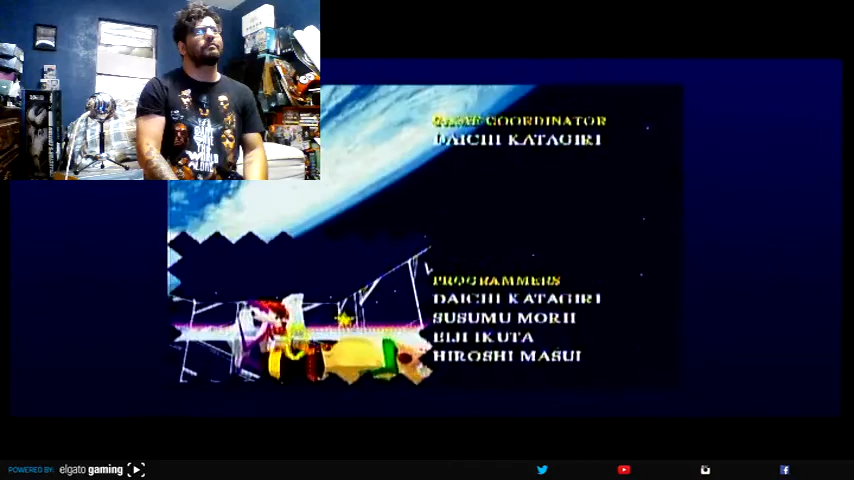 GAME COORDINATOR
DAICHI KATAGIRI
PROGRAMMERS
DAICHI KATAGIRI
SUSUMU MORII
EIJI IKUTA
HIROSHI MASUI
POWERED BY: elgato gaming